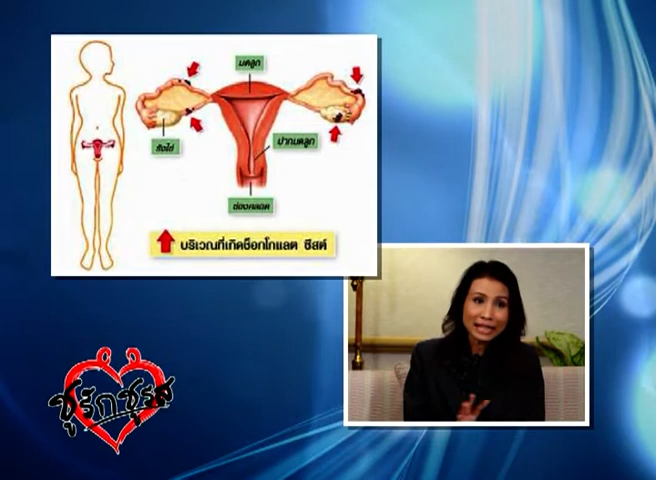 มดลูก
รังไข่
ปากมดลูก
ช่องคลอด
บริเวณที่เกิดช็อกโกแลต ซีสต์
ชูรักชูรส